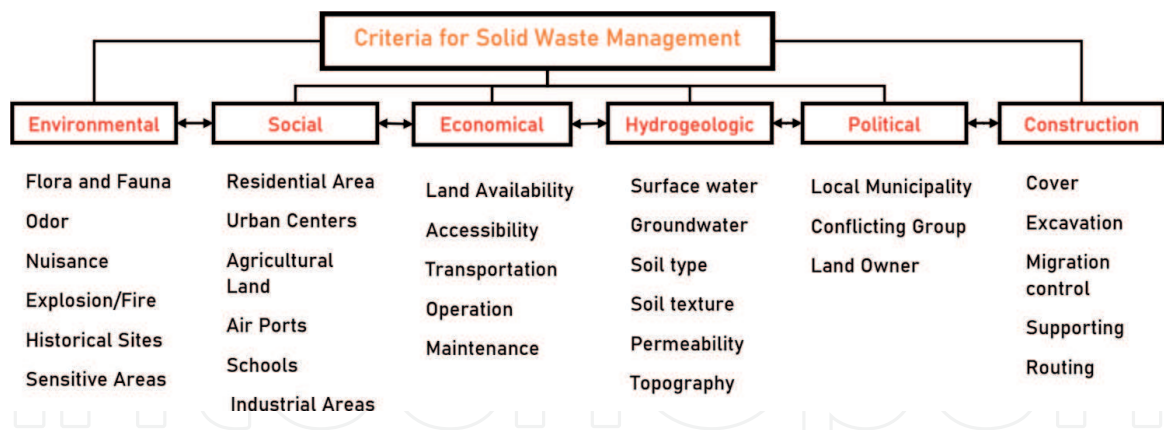 Criteria for Solid Waste Management
Environmental
Social
Economical
Hydrogeologic
Political
Construction
Flora and Fauna
Odor
Nuisance
Explosion/Fire
Historical Sites
Sensitive Areas
Residential Area
Urban Centers
Agricultural
Land
Air Ports
Schools
Industrial Areas
Land Availability
Accessibility
Transportation
Operation
Maintenance
Surface water
Groundwater
Soil type
Soil texture
Permeability
Topography
Local Municipality
Conflicting Group
Land Owner
Cover
Excavation
Migration
control
Supporting
Routing